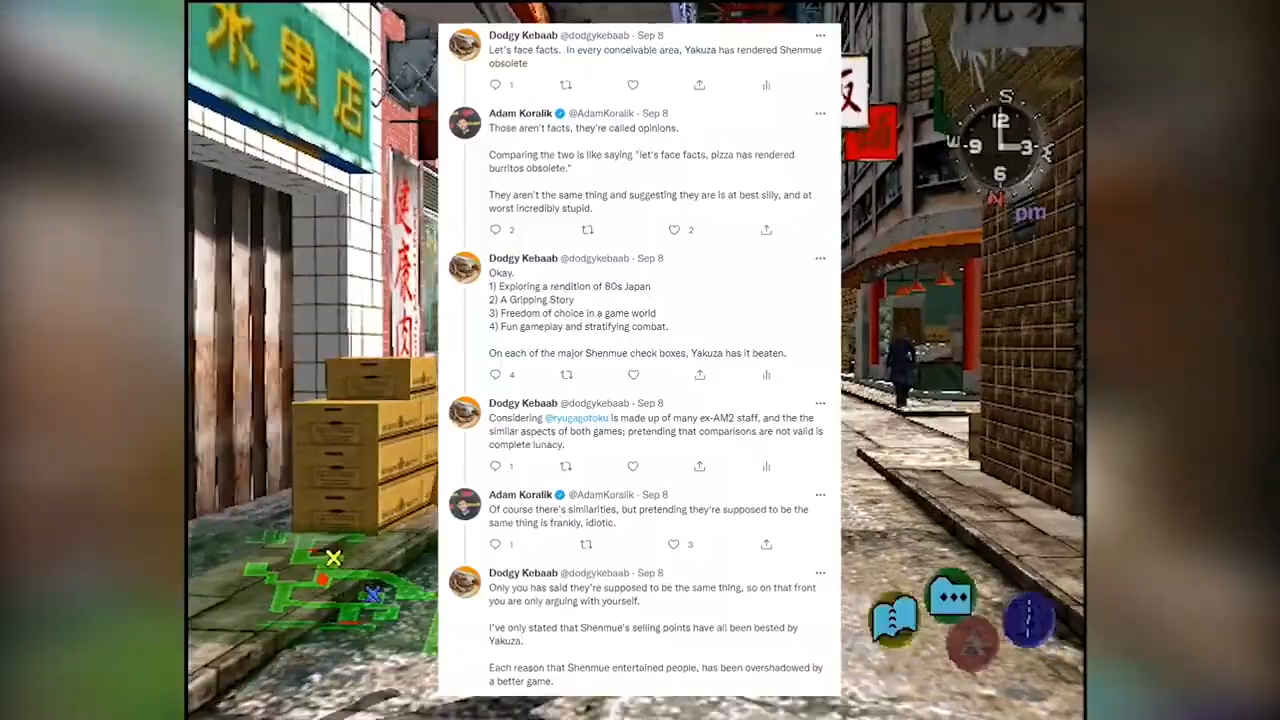 Dodgy Kebaab @dodgykebaab · Sep 8
Let's face facts. In every conceivable area, Yakuza has rendered Shenmue
obsolete
1
Adam Koralik @AdamKoralik · Sep 8
Those aren't facts, they're called opinions.
Comparing the two is like saying "let's face facts, pizza has rendered
burritos obsolete."
They aren't the same thing and suggesting they are is at best silly, and at
worst incredibly stupid.
2 2
Dodgy Kebaab @dodgykebaab · Sep 8
Okay.
1) Exploring a rendition of 80s Japan
2) A Gripping Story
3) Freedom of choice in a game world
4) Fun gameplay and stratifying combat.
On each of the major Shenmue check boxes, Yakuza has it beaten.
4
Dodgy Kebaab @dodgykebaab · Sep 8
Considering @ryugagotoku is made up of many ex-AM2 staff, and the the
similar aspects of both games; pretending that comparisons are not valid is
complete lunacy.
1
Adam Koralik @AdamKoralik · Sep 8
Of course there's similarities, but pretending they're supposed to be the
same thing is frankly, idiotic.
1 3
Dodgy Kebaab @dodgykebaab · Sep 8
Only you has said they're supposed to be the same thing, so on that front
you are only arguing with yourself.
I've only stated that Shenmue's selling points have all been bested by
Yakuza.
Each reason that Shenmue entertained people, has been overshadowed by
a better game.
水果店
S
12
9 3
6
N
pm